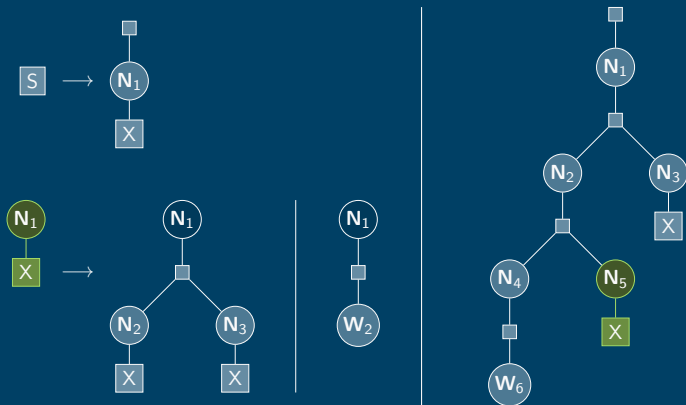 S → N₁
X
N₁
X → N₁
N₂ N₃
X X
N₁
W₂
N₁
N₂ N₃
X
N₄ N₅
X
W₆